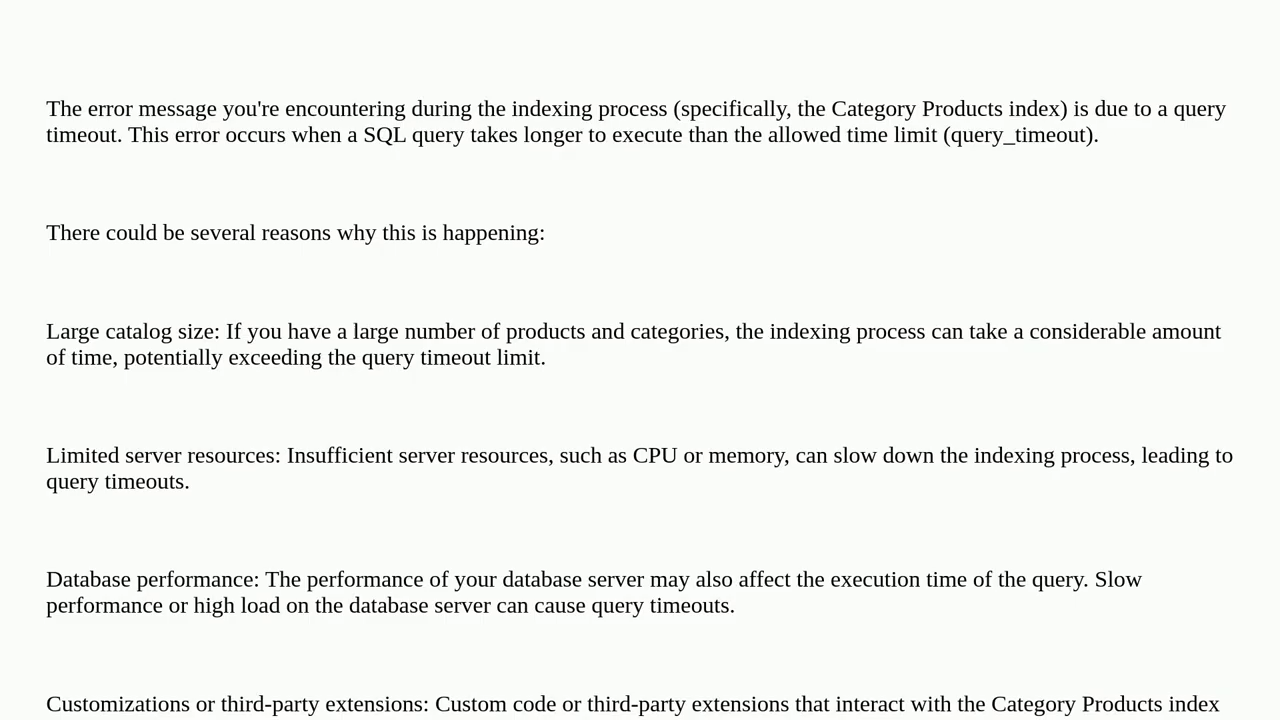 The error message you're encountering during the indexing process (specifically, the Category Products index) is due to a query
timeout. This error occurs when a SQL query takes longer to execute than the allowed time limit (query_timeout).
There could be several reasons why this is happening:
Large catalog size: If you have a large number of products and categories, the indexing process can take a considerable amount
of time, potentially exceeding the query timeout limit.
Limited server resources: Insufficient server resources, such as CPU or memory, can slow down the indexing process, leading to
query timeouts.
Database performance: The performance of your database server may also affect the execution time of the query. Slow
performance or high load on the database server can cause query timeouts.
Customizations or third-party extensions: Custom code or third-party extensions that interact with the Category Products index